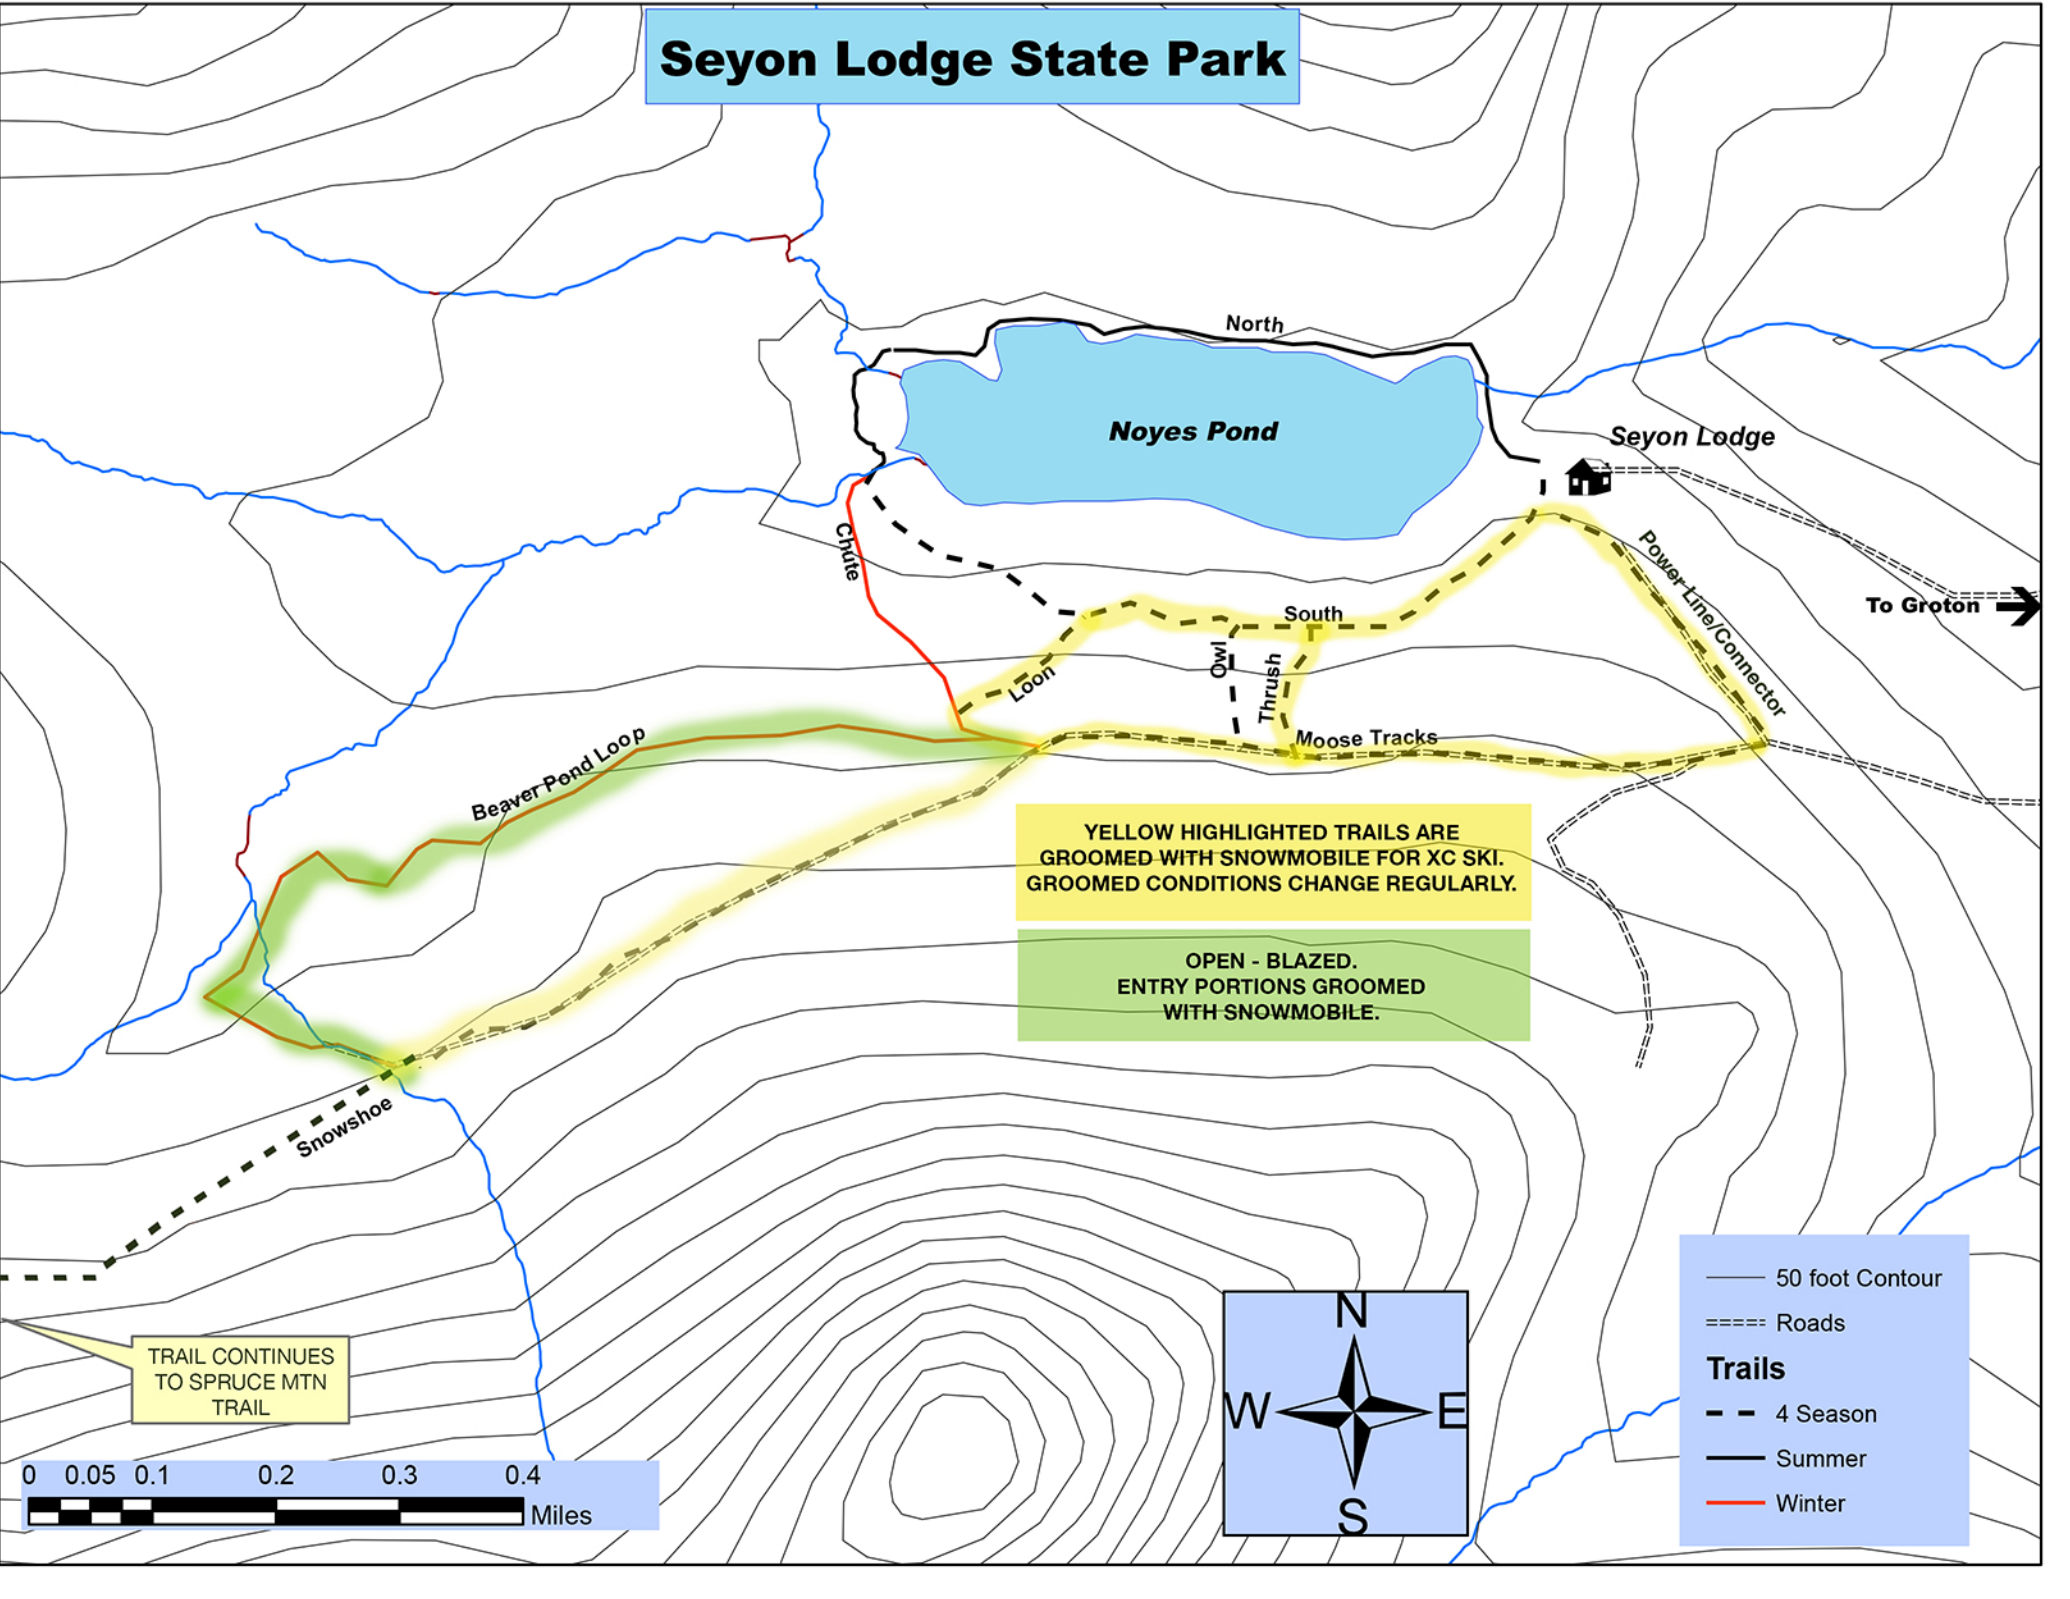 Seyon Lodge State Park
North
Noyes Pond
Seyon Lodge
Chute
Power Line/Connector
To Groton
South
Owl
Thrush
Loon
Moose Tracks
Beaver Pond Loop
YELLOW HIGHLIGHTED TRAILS ARE
GROOMED WITH SNOWMOBILE FOR XC SKI.
GROOMED CONDITIONS CHANGE REGULARLY.
OPEN - BLAZED.
ENTRY PORTIONS GROOMED
WITH SNOWMOBILE.
Snowshoe
TRAIL CONTINUES
TO SPRUCE MTN
TRAIL
0 0.05 0.1 0.2 0.3 0.4
Miles
N
W E
S
50 foot Contour
Roads
Trails
4 Season
Summer
Winter